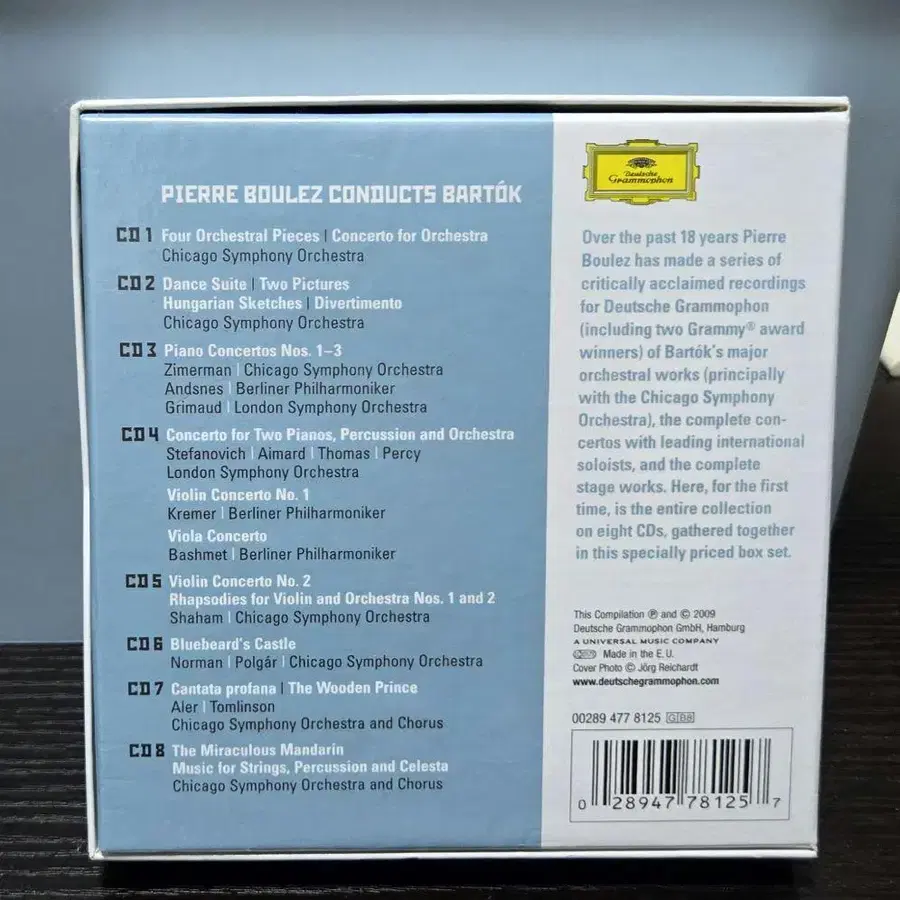 PIERRE BOULEZ CONDUCTS BARTÓK
CD 1 Four Orchestral Pieces | Concerto for Orchestra
Chicago Symphony Orchestra
CD 2 Dance Suite | Two Pictures
Hungarian Sketches | Divertimento
Chicago Symphony Orchestra
CD 3 Piano Concertos Nos. 1–3
Zimerman | Chicago Symphony Orchestra
Andsnes | Berliner Philharmoniker
Grimaud | London Symphony Orchestra
CD 4 Concerto for Two Pianos, Percussion and Orchestra
Stefanovich | Aimard | Thomas | Percy
London Symphony Orchestra
Violin Concerto No. 1
Kremer | Berliner Philharmoniker
Viola Concerto
Bashmet | Berliner Philharmoniker
CD 5 Violin Concerto No. 2
Rhapsodies for Violin and Orchestra Nos. 1 and 2
Shaham | Chicago Symphony Orchestra
CD 6 Bluebeard's Castle
Norman | Polgár | Chicago Symphony Orchestra
CD 7 Cantata profana | The Wooden Prince
Aler | Tomlinson
Chicago Symphony Orchestra and Chorus
CD 8 The Miraculous Mandarin
Music for Strings, Percussion and Celesta
Chicago Symphony Orchestra and Chorus
Deutsche
Grammophon
Over the past 18 years Pierre
Boulez has made a series of
critically acclaimed recordings
for Deutsche Grammophon
(including two Grammy® award
winners) of Bartók's major
orchestral works (principally
with the Chicago Symphony
Orchestra), the complete con-
certos with leading international
soloists, and the complete
stage works. Here, for the first
time, is the entire collection
on eight CDs, gathered together
in this specially priced box set.
This Compilation ℗ and © 2009
Deutsche Grammophon GmbH, Hamburg
A UNIVERSAL MUSIC COMPANY
Made in the E.U.
Cover Photo © Jörg Reichardt
www.deutschegrammophon.com
00289 477 8125 GB8
0 28947 78125 7